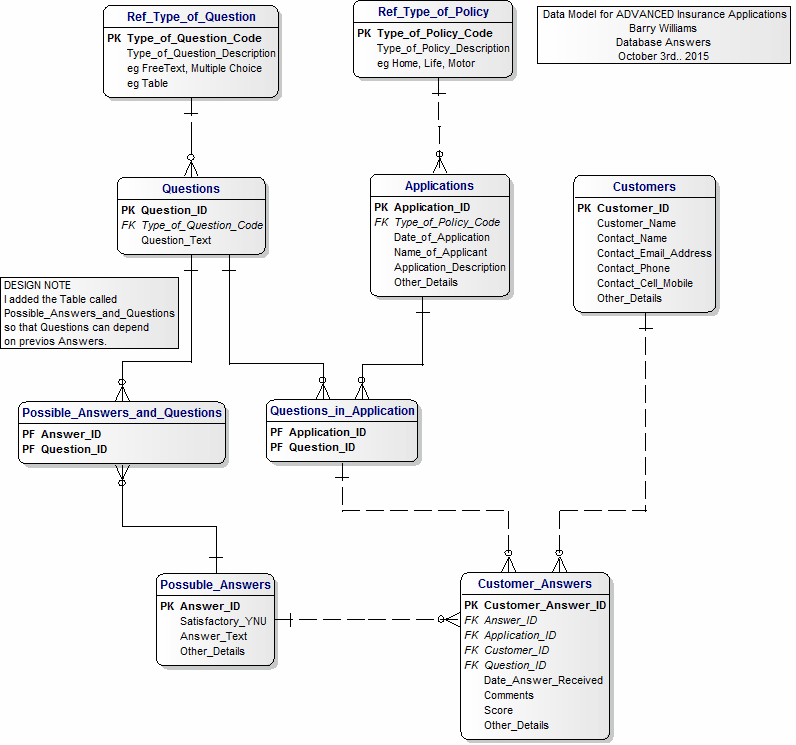 Ref_Type_of_Question
PK Type_of_Question_Code
Type_of_Question_Description
eg FreeText, Multiple Choice
eg Table
Ref_Type_of_Policy
PK Type_of_Policy_Code
Type_of_Policy_Description
eg Home, Life, Motor
Data Model for ADVANCED Insurance Applications
Barry Williams
Database Answers
October 3rd.. 2015
Questions
PK Question_ID
FK Type_of_Question_Code
Question_Text
Applications
PK Application_ID
FK Type_of_Policy_Code
Date_of_Application
Name_of_Applicant
Application_Description
Other_Details
Customers
PK Customer_ID
Customer_Name
Contact_Name
Contact_Email_Address
Contact_Phone
Contact_Cell_Mobile
Other_Details
DESIGN NOTE
I added the Table called
Possible_Answers_and_Questions
so that Questions can depend
on previos Answers.
Possible_Answers_and_Questions
PF Answer_ID
PF Question_ID
Questions_in_Application
PF Application_ID
PF Question_ID
Possuble_Answers
PK Answer_ID
Satisfactory_YNU
Answer_Text
Other_Details
Customer_Answers
PK Customer_Answer_ID
FK Answer_ID
FK Application_ID
FK Customer_ID
FK Question_ID
Date_Answer_Received
Comments
Score
Other_Details